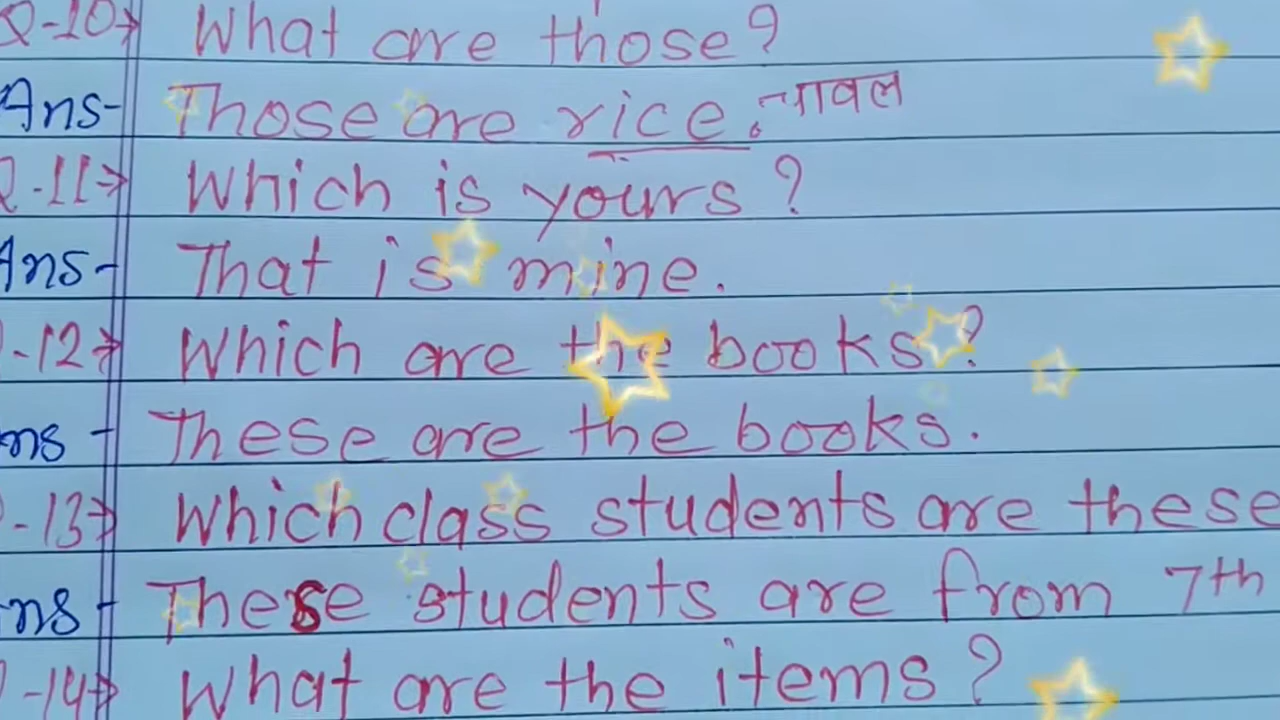 Q-10→ What are those?
Ans- Those are rice. चावल
Q-11→ Which is yours?
Ans- That is mine.
-12→ Which are the books?
ns - These are the books.
-13→ Which class students are these
ns - These students are from 7th
-14→ What are the items?